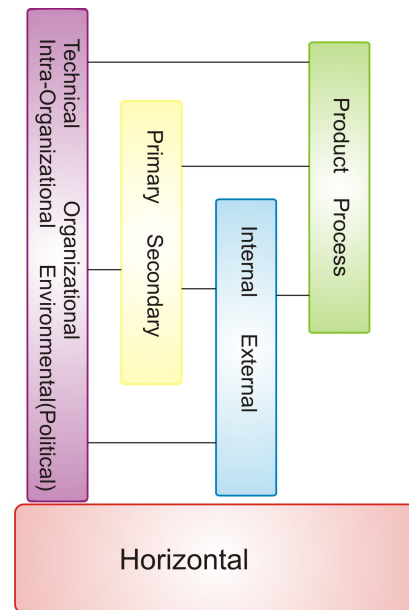 Product Process
Internal External
Primary Secondary
Technical Organizational
Intra-Organizational Environmental(Political)
Horizontal